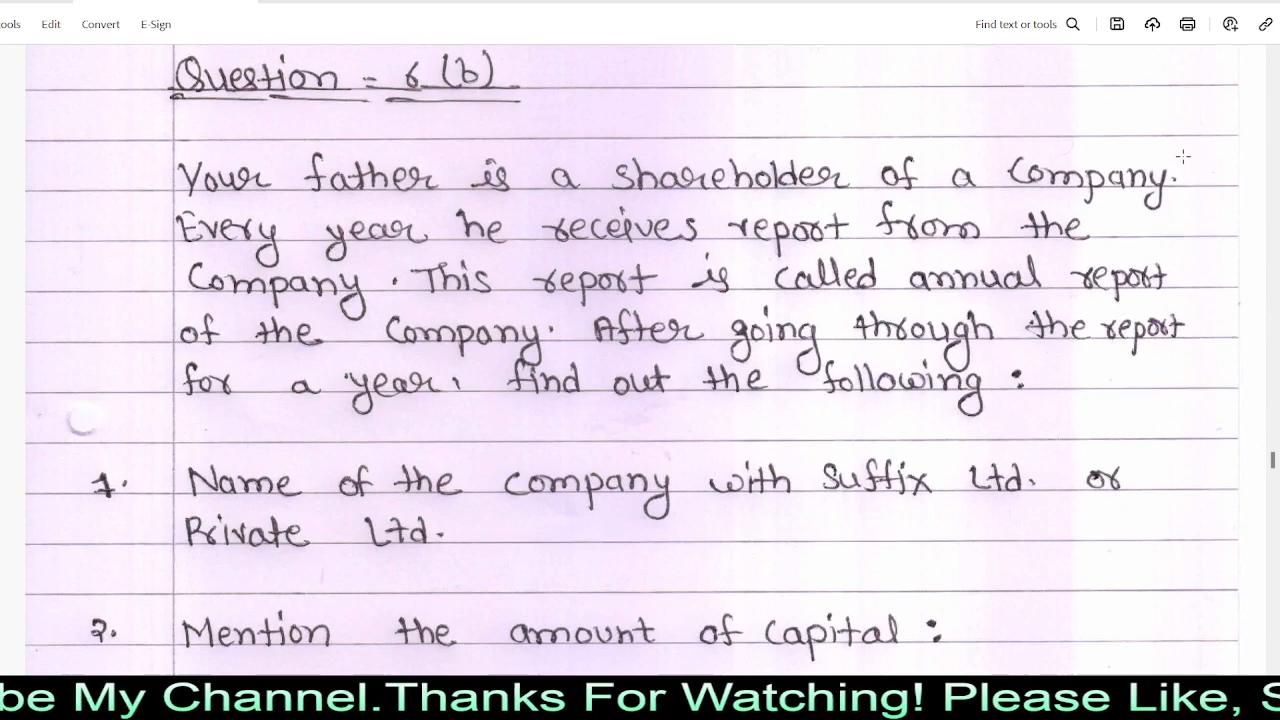 ools Edit Convert E-Sign Find text or tools
Question = 6 (b)
Your father is a shareholder of a Company.
Every year he receives report from the
Company. This report is called annual report
of the Company. After going through the report
for a year, find out the following :
1. Name of the company with Suffix Ltd. or
Private Ltd.
2. Mention the amount of capital :
be My Channel.Thanks For Watching! Please Like, S